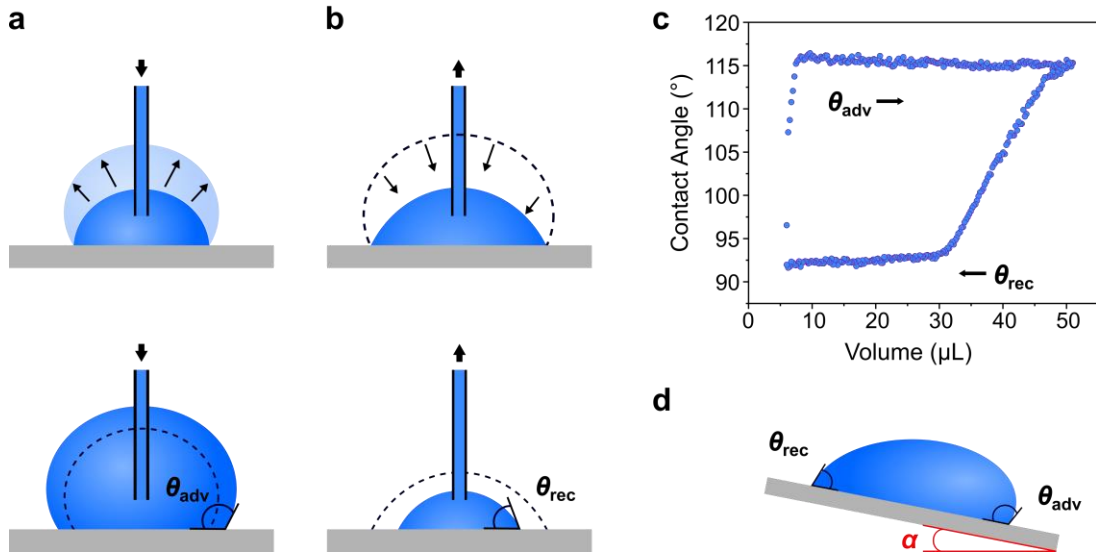 a
b
c
d
θadv
θrec
120
115
110
105
100
95
90
Contact Angle (°)
θadv
θrec
0
10
20
30
40
50
Volume (µL)
θrec
θadv
α